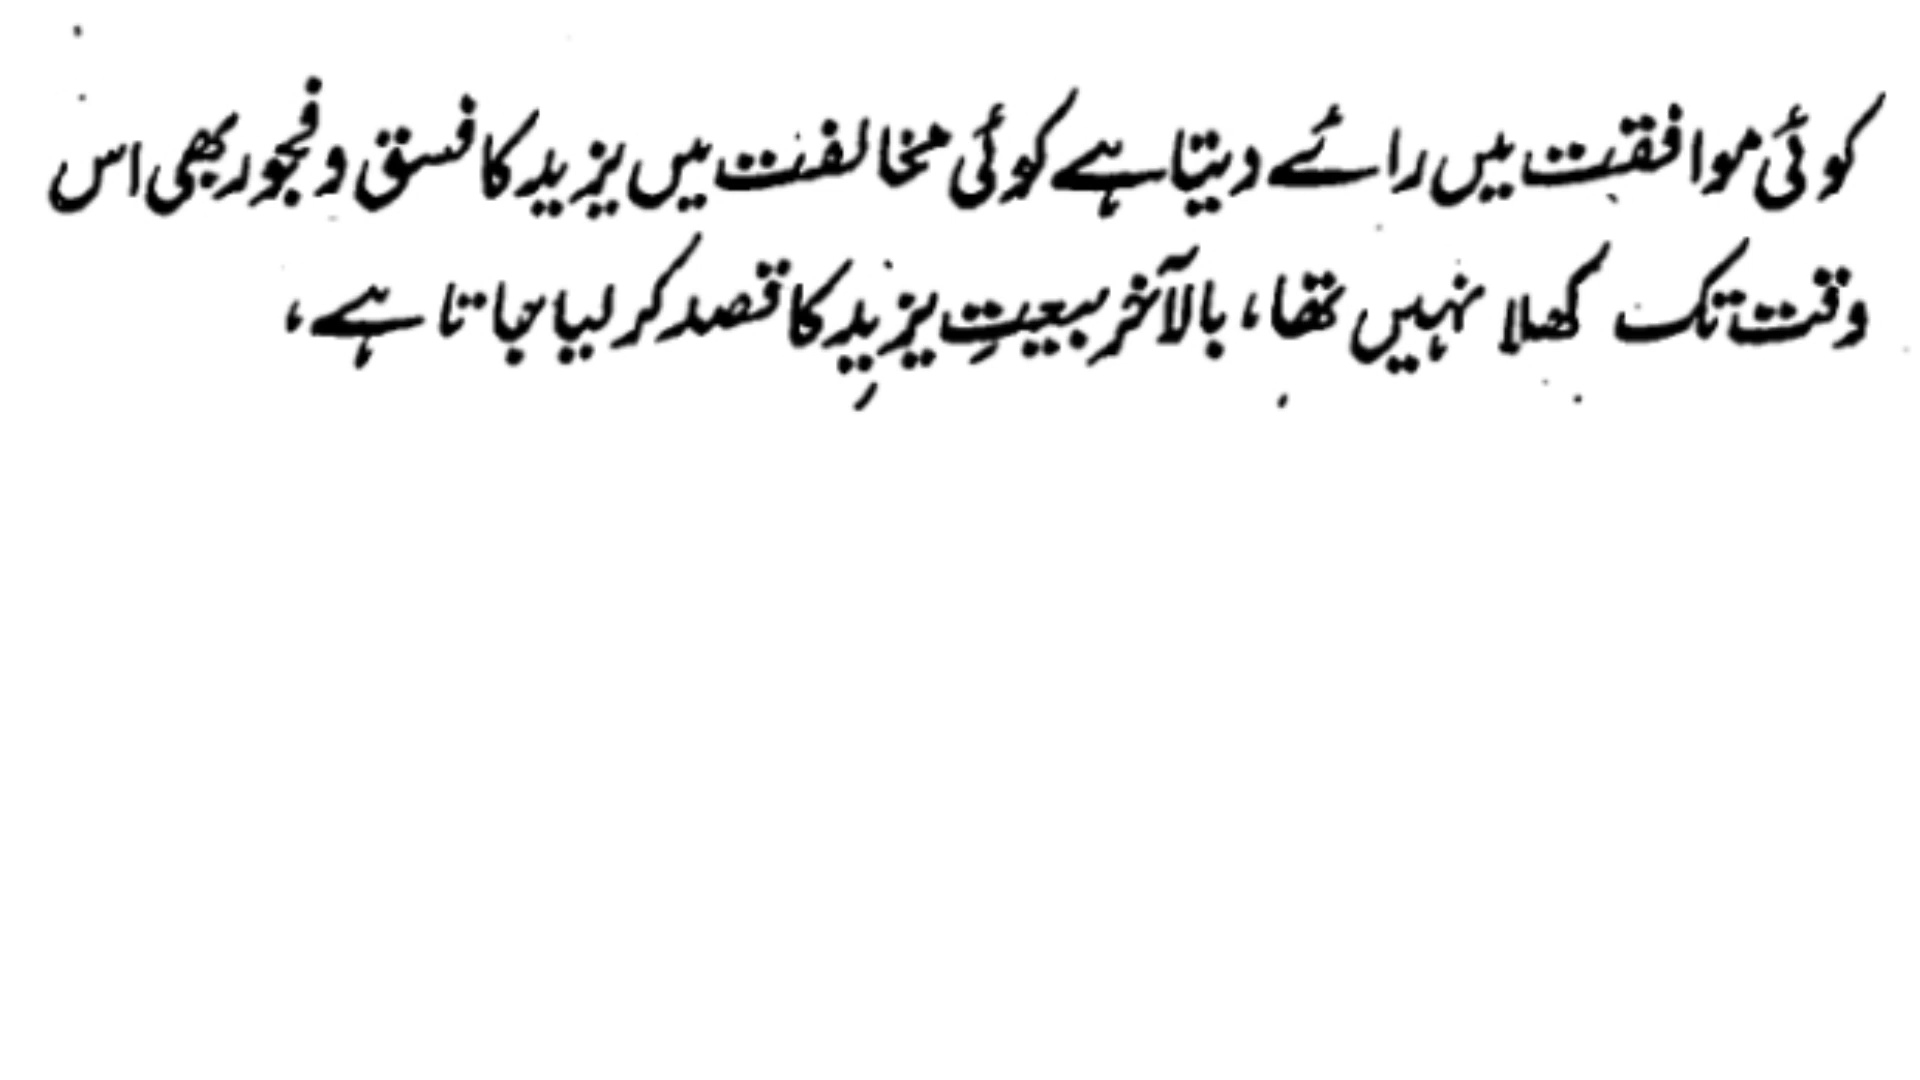 کوئی موافقت میں رائے دیتا ہے کوئی مخالفت میں یزید کا فسق و فجور بھی اس
وقت تک کھلا نہیں تھا، بالآخر بیعتِ یزید کا قصد کر لیا جاتا ہے،